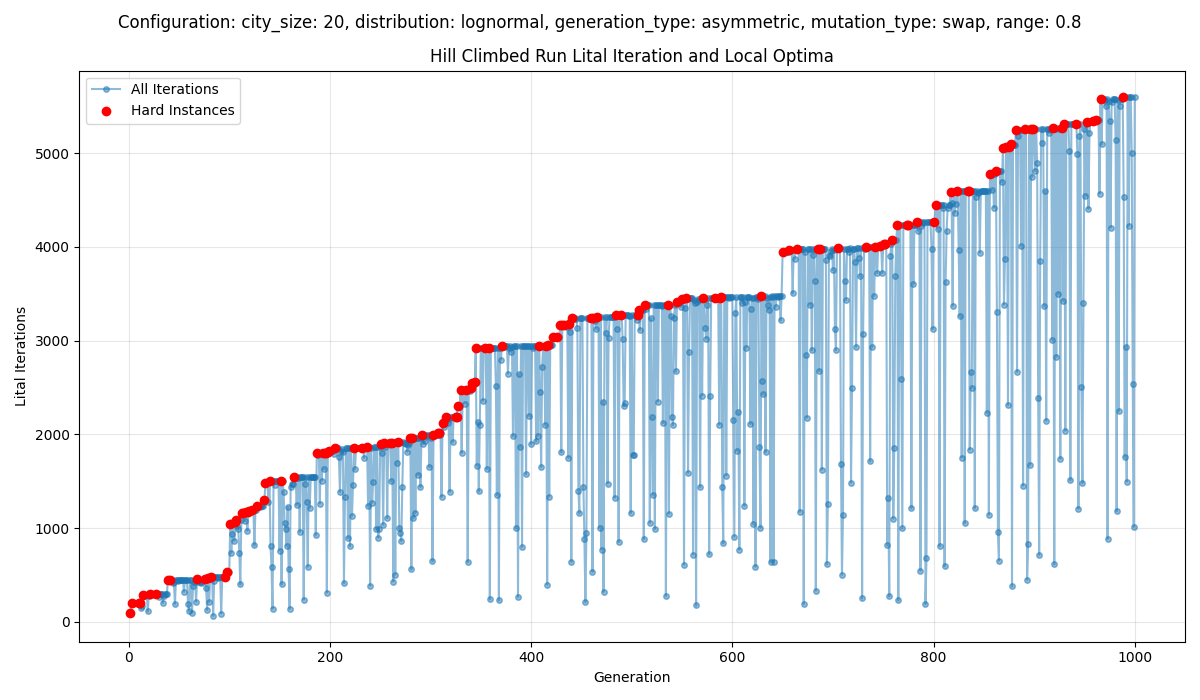 Configuration: city_size: 20, distribution: lognormal, generation_type: asymmetric, mutation_type: swap, range: 0.8
Hill Climbed Run Lital Iteration and Local Optima
All Iterations
Hard Instances
Lital Iterations
5000
4000
3000
2000
1000
0
0 200 400 600 800 1000
Generation